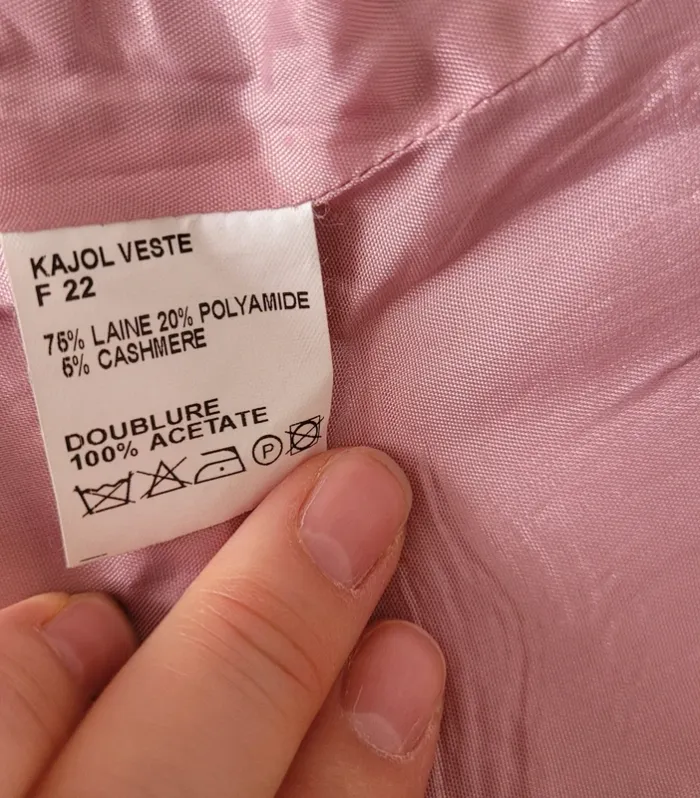 KAJOL VESTE
F 22
75% LAINE 20% POLYAMIDE
5% CASHMERE
DOUBLURE
100% ACETATE
P